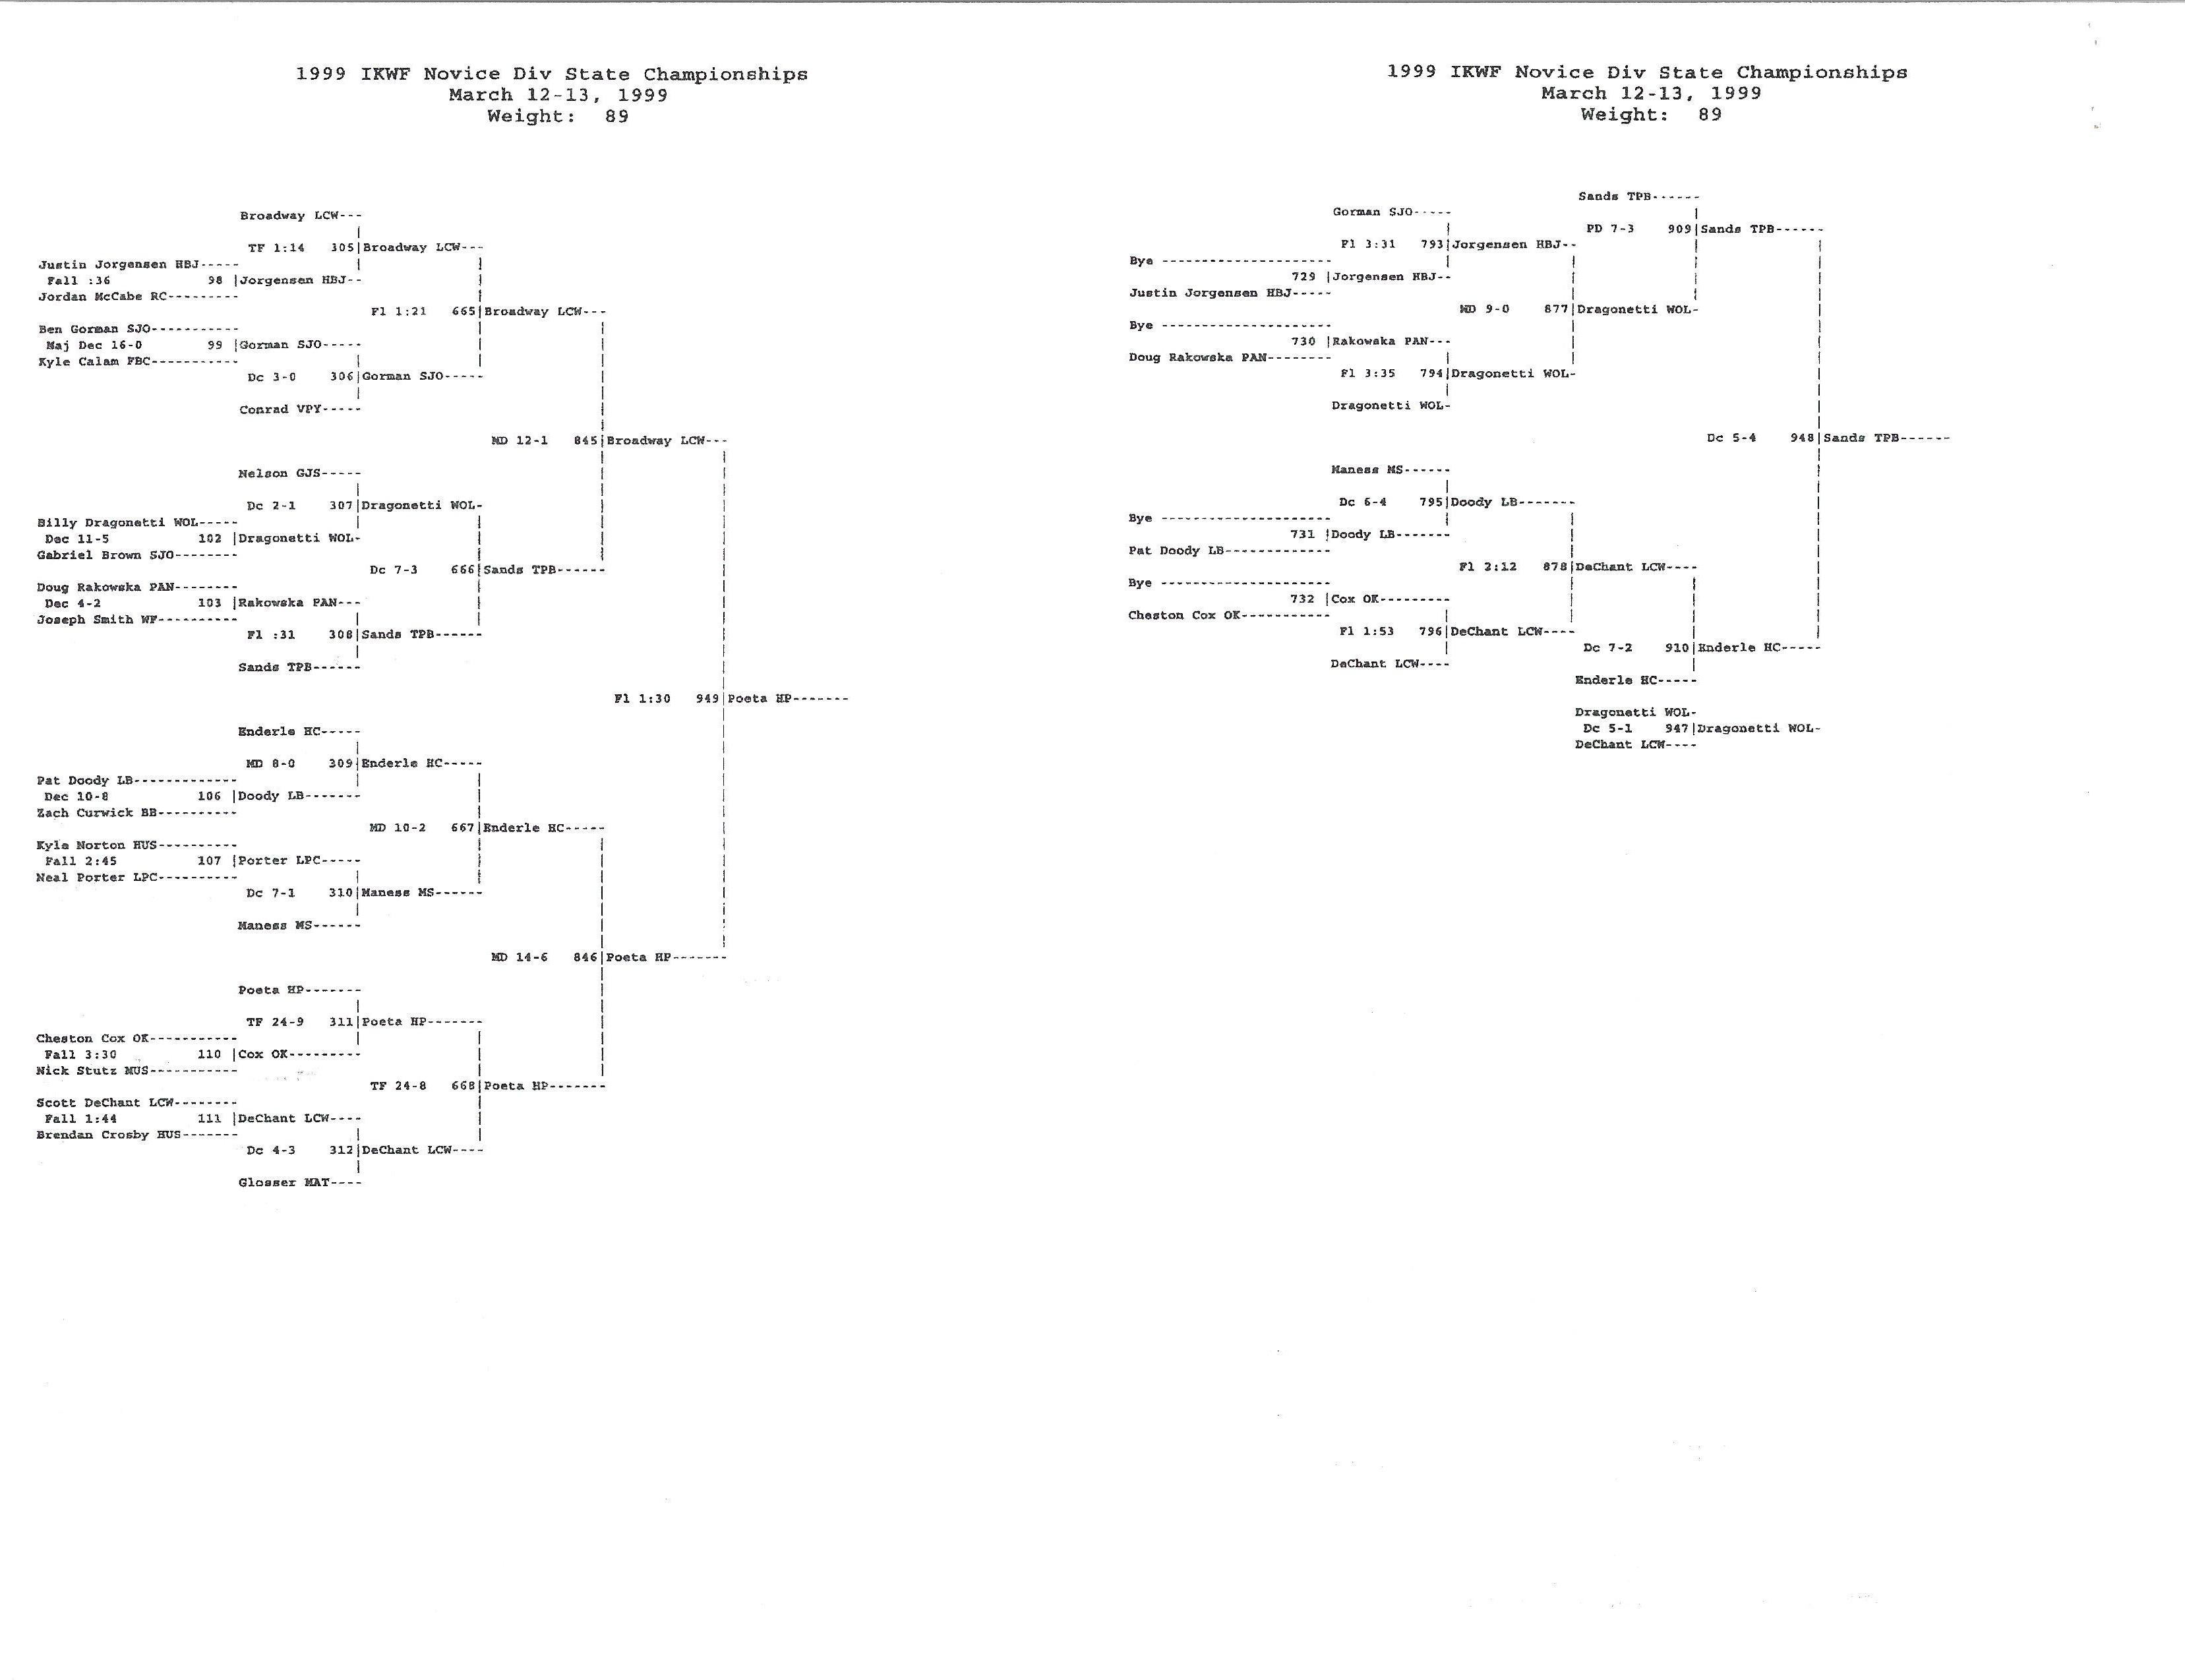 1999 IKWF Novice Div State Championships
March 12-13, 1999
Weight: 89
Broadway LCW---
TF 1:14 305|Broadway LCW---
Justin Jorgensen HBJ-----
Fall :36 98 |Jorgensen HBJ--
Jordan McCabe RC---------
Fl 1:21 665|Broadway LCW---
Ben Gorman SJO-----------
Maj Dec 16-0 99 |Gorman SJO-----
Kyle Calam FBC-----------
Dc 3-0 306|Gorman SJO-----
Conrad VPY-----
MD 12-1 845|Broadway LCW---
Nelson GJS-----
Dc 2-1 307|Dragonetti WOL-
Billy Dragonetti WOL-----
Dec 11-5 102 |Dragonetti WOL-
Gabriel Brown SJO--------
Dc 7-3 666|Sands TPB------
Doug Rakowska PAN--------
Dec 4-2 103 |Rakowska PAN---
Joseph Smith WF----------
Fl :31 308|Sands TPB------
Sands TPB------
Fl 1:30 949|Poeta HP-------
Enderle HC-----
MD 8-0 309|Enderle HC-----
Pat Doody LB-------------
Dec 10-8 106 |Doody LB-------
Zach Curwick BB----------
MD 10-2 667|Enderle HC-----
Kyle Norton HUS----------
Fall 2:45 107 |Porter LPC-----
Neal Porter LPC----------
Dc 7-1 310|Maness MS------
Maness MS------
MD 14-6 846|Poeta HP-------
Poeta HP-------
TF 24-9 311|Poeta HP-------
Cheston Cox OK-----------
Fall 3:30 110 |Cox OK---------
Nick Stutz MUS-----------
TF 24-8 668|Poeta HP-------
Scott DeChant LCW--------
Fall 1:44 111 |DeChant LCW----
Brendan Crosby HUS-------
Dc 4-3 312|DeChant LCW----
Glosser MAT----
1999 IKWF Novice Div State Championships
March 12-13, 1999
Weight: 89
Sands TPB------
Gorman SJO-----
PD 7-3 909|Sands TPB------
Fl 3:31 793|Jorgensen HBJ--
Bye ---------------------
729 |Jorgensen HBJ--
Justin Jorgensen HBJ-----
MD 9-0 877|Dragonetti WOL-
Bye ---------------------
730 |Rakowska PAN---
Doug Rakowska PAN--------
Fl 3:35 794|Dragonetti WOL-
Dragonetti WOL-
Dc 5-4 948|Sands TPB------
Maness MS------
Dc 6-4 795|Doody LB-------
Bye ---------------------
731 |Doody LB-------
Pat Doody LB-------------
Fl 2:12 878|DeChant LCW----
Bye ---------------------
732 |Cox OK---------
Cheston Cox OK-----------
Fl 1:53 796|DeChant LCW----
Dc 7-2 910|Enderle HC-----
DeChant LCW----
Enderle HC-----
Dragonetti WOL-
Dc 5-1 947|Dragonetti WOL-
DeChant LCW----